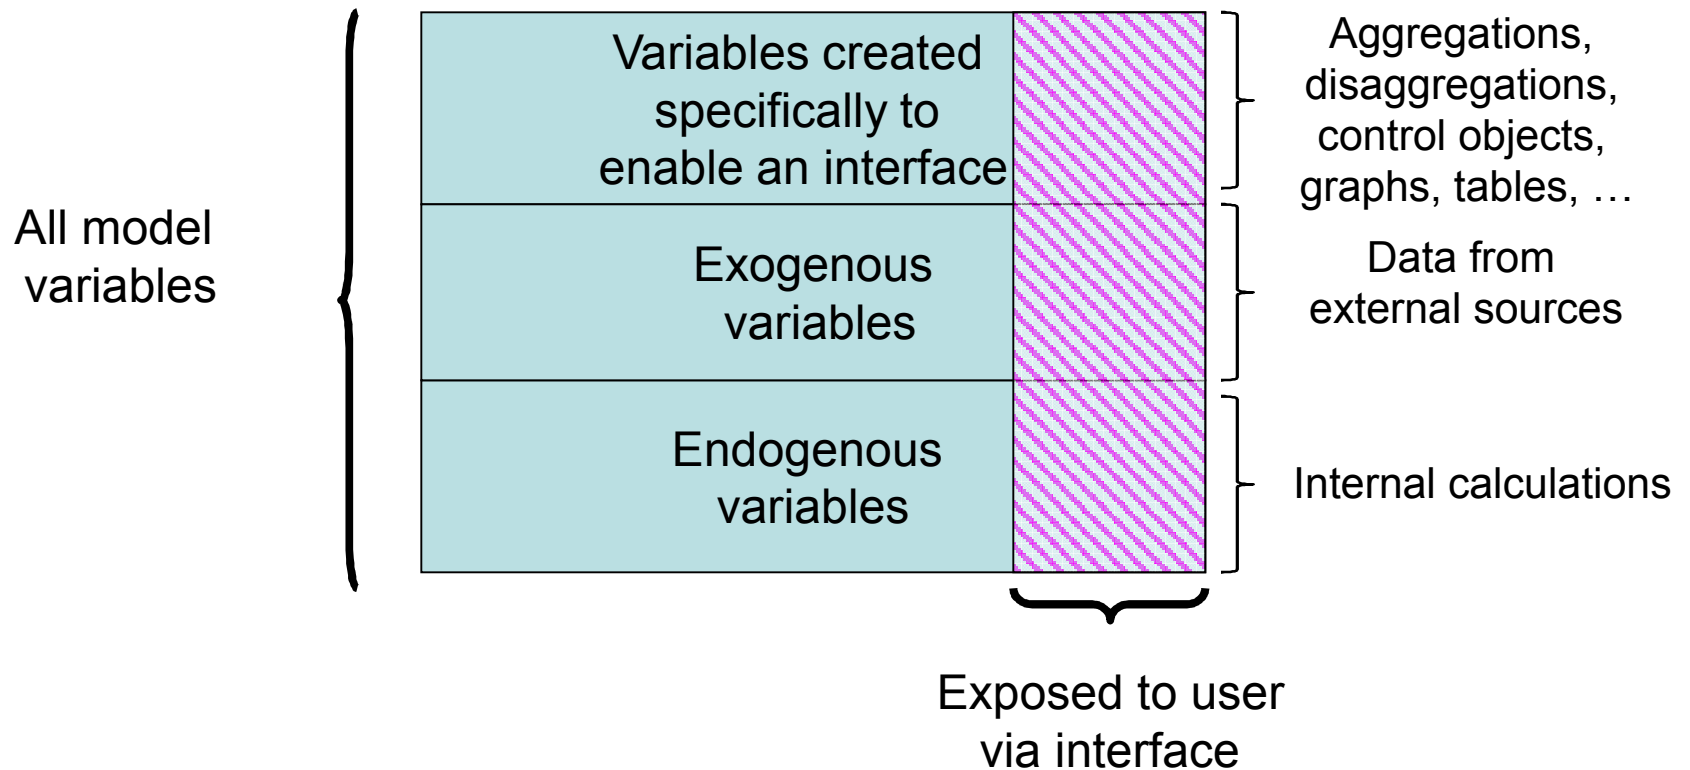 All model
variables
Variables created
specifically to
enable an interface
Exogenous
variables
Endogenous
variables
Aggregations,
disaggregations,
control objects,
graphs, tables, …
Data from
external sources
Internal calculations
Exposed to user
via interface